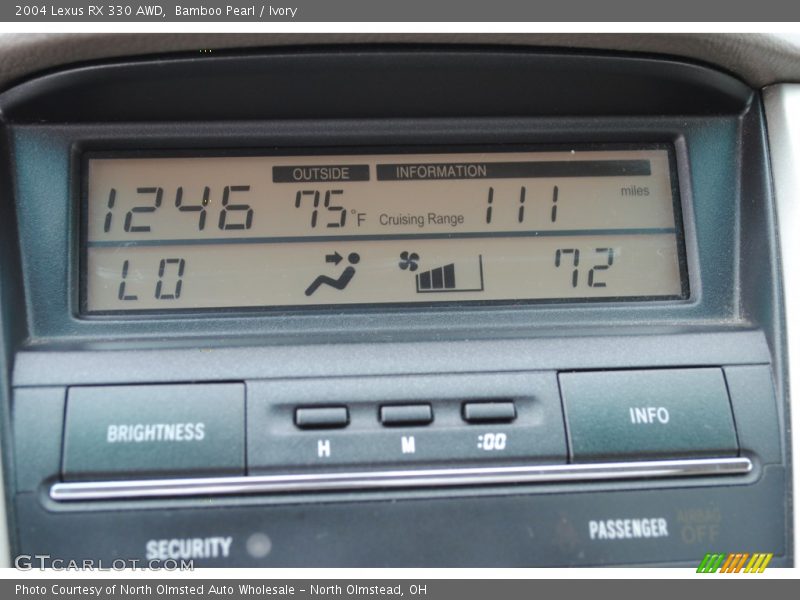 2004 Lexus RX 330 AWD, Bamboo Pearl / Ivory
OUTSIDE INFORMATION
1246 75°F Cruising Range 111 miles
LO 72
BRIGHTNESS H M :00 INFO
SECURITY PASSENGER AIRBAG OFF
GTCarLot.com
Photo Courtesy of North Olmsted Auto Wholesale - North Olmstead, OH